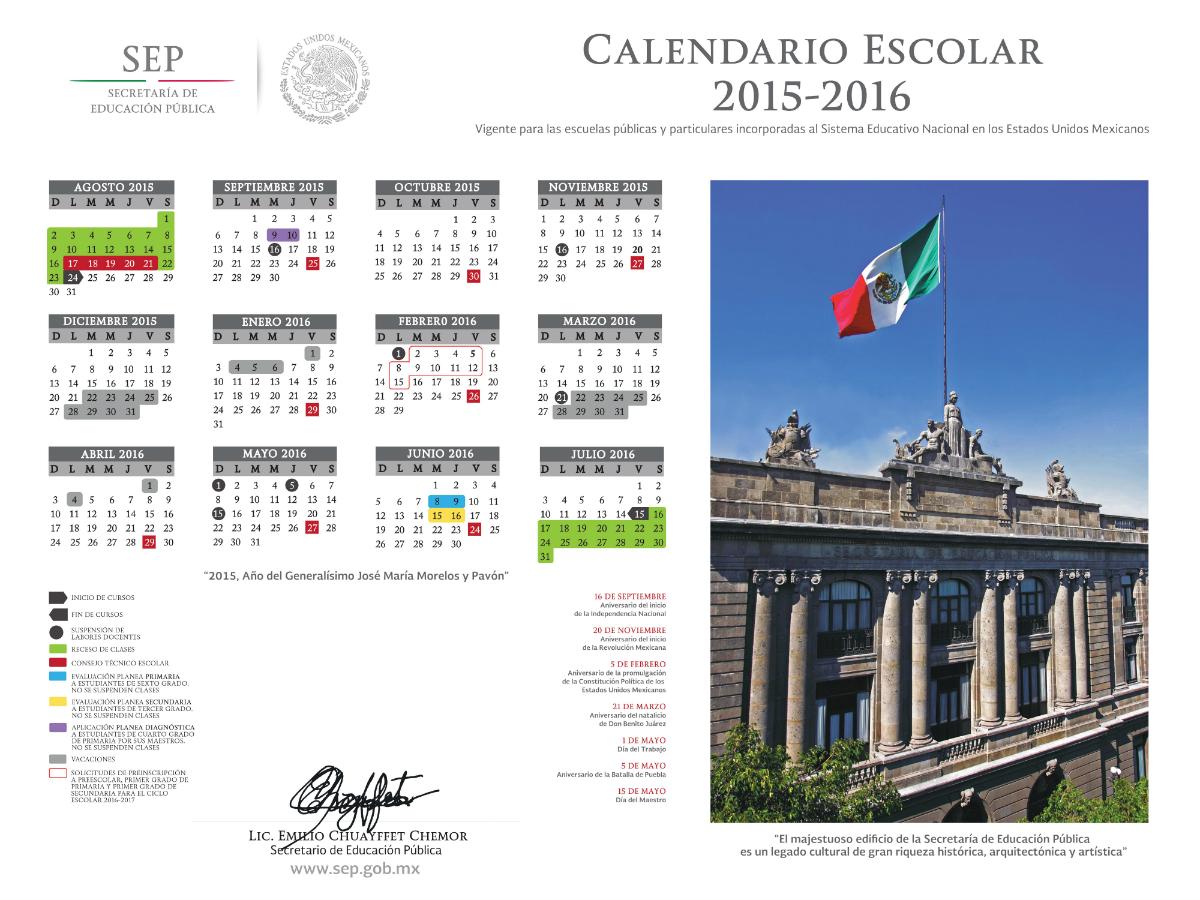 SEP
SECRETARÍA DE
EDUCACIÓN PÚBLICA
ESTADOS UNIDOS MEXICANOS
CALENDARIO ESCOLAR
2015-2016
Vigente para las escuelas públicas y particulares incorporadas al Sistema Educativo Nacional en los Estados Unidos Mexicanos
AGOSTO 2015
D L M M J V S
1
2 3 4 5 6 7 8
9 10 11 12 13 14 15
16 17 18 19 20 21 22
23 24 25 26 27 28 29
30 31
SEPTIEMBRE 2015
D L M M J V S
1 2 3 4 5
6 7 8 9 10 11 12
13 14 15 16 17 18 19
20 21 22 23 24 25 26
27 28 29 30
OCTUBRE 2015
D L M M J V S
1 2 3
4 5 6 7 8 9 10
11 12 13 14 15 16 17
18 19 20 21 22 23 24
25 26 27 28 29 30 31
NOVIEMBRE 2015
D L M M J V S
1 2 3 4 5 6 7
8 9 10 11 12 13 14
15 16 17 18 19 20 21
22 23 24 25 26 27 28
29 30
DICIEMBRE 2015
D L M M J V S
1 2 3 4 5
6 7 8 9 10 11 12
13 14 15 16 17 18 19
20 21 22 23 24 25 26
27 28 29 30 31
ENERO 2016
D L M M J V S
1 2
3 4 5 6 7 8 9
10 11 12 13 14 15 16
17 18 19 20 21 22 23
24 25 26 27 28 29 30
31
FEBRER0 2016
D L M M J V S
1 2 3 4 5 6
7 8 9 10 11 12 13
14 15 16 17 18 19 20
21 22 23 24 25 26 27
28 29
MARZO 2016
D L M M J V S
1 2 3 4 5
6 7 8 9 10 11 12
13 14 15 16 17 18 19
20 21 22 23 24 25 26
27 28 29 30 31
ABRIL 2016
D L M M J V S
1 2
3 4 5 6 7 8 9
10 11 12 13 14 15 16
17 18 19 20 21 22 23
24 25 26 27 28 29 30
MAYO 2016
D L M M J V S
1 2 3 4 5 6 7
8 9 10 11 12 13 14
15 16 17 18 19 20 21
22 23 24 25 26 27 28
29 30 31
JUNIO 2016
D L M M J V S
1 2 3 4
5 6 7 8 9 10 11
12 13 14 15 16 17 18
19 20 21 22 23 24 25
26 27 28 29 30
JULIO 2016
D L M M J V S
1 2
3 4 5 6 7 8 9
10 11 12 13 14 15 16
17 18 19 20 21 22 23
24 25 26 27 28 29 30
31
"2015, Año del Generalísimo José María Morelos y Pavón"
INICIO DE CURSOS
FIN DE CURSOS
SUSPENSIÓN DE
LABORES DOCENTES
RECESO DE CLASES
CONSEJO TÉCNICO ESCOLAR
EVALUACIÓN PLANEA PRIMARIA
A ESTUDIANTES DE SEXTO GRADO.
NO SE SUSPENDEN CLASES
EVALUACIÓN PLANEA SECUNDARIA
A ESTUDIANTES DE TERCER GRADO.
NO SE SUSPENDEN CLASES
APLICACIÓN PLANEA DIAGNÓSTICA
A ESTUDIANTES DE CUARTO GRADO
DE PRIMARIA POR SUS MAESTROS.
NO SE SUSPENDEN CLASES
VACACIONES
SOLICITUDES DE PREINSCRIPCIÓN
A PREESCOLAR, PRIMER GRADO DE
PRIMARIA Y PRIMER GRADO DE
SECUNDARIA PARA EL CICLO
ESCOLAR 2016-2017
16 DE SEPTIEMBRE
Aniversario del inicio
de la Independencia Nacional
20 DE NOVIEMBRE
Aniversario del inicio
de la Revolución Mexicana
5 DE FEBRERO
Aniversario de la promulgación
de la Constitución Política de los
Estados Unidos Mexicanos
21 DE MARZO
Aniversario del natalicio
de Don Benito Juárez
1 DE MAYO
Día del Trabajo
5 DE MAYO
Aniversario de la Batalla de Puebla
15 DE MAYO
Día del Maestro
LIC. EMILIO CHUAYFFET CHEMOR
Secretario de Educación Pública
www.sep.gob.mx
"El majestuoso edificio de la Secretaría de Educación Pública
es un legado cultural de gran riqueza histórica, arquitectónica y artística"